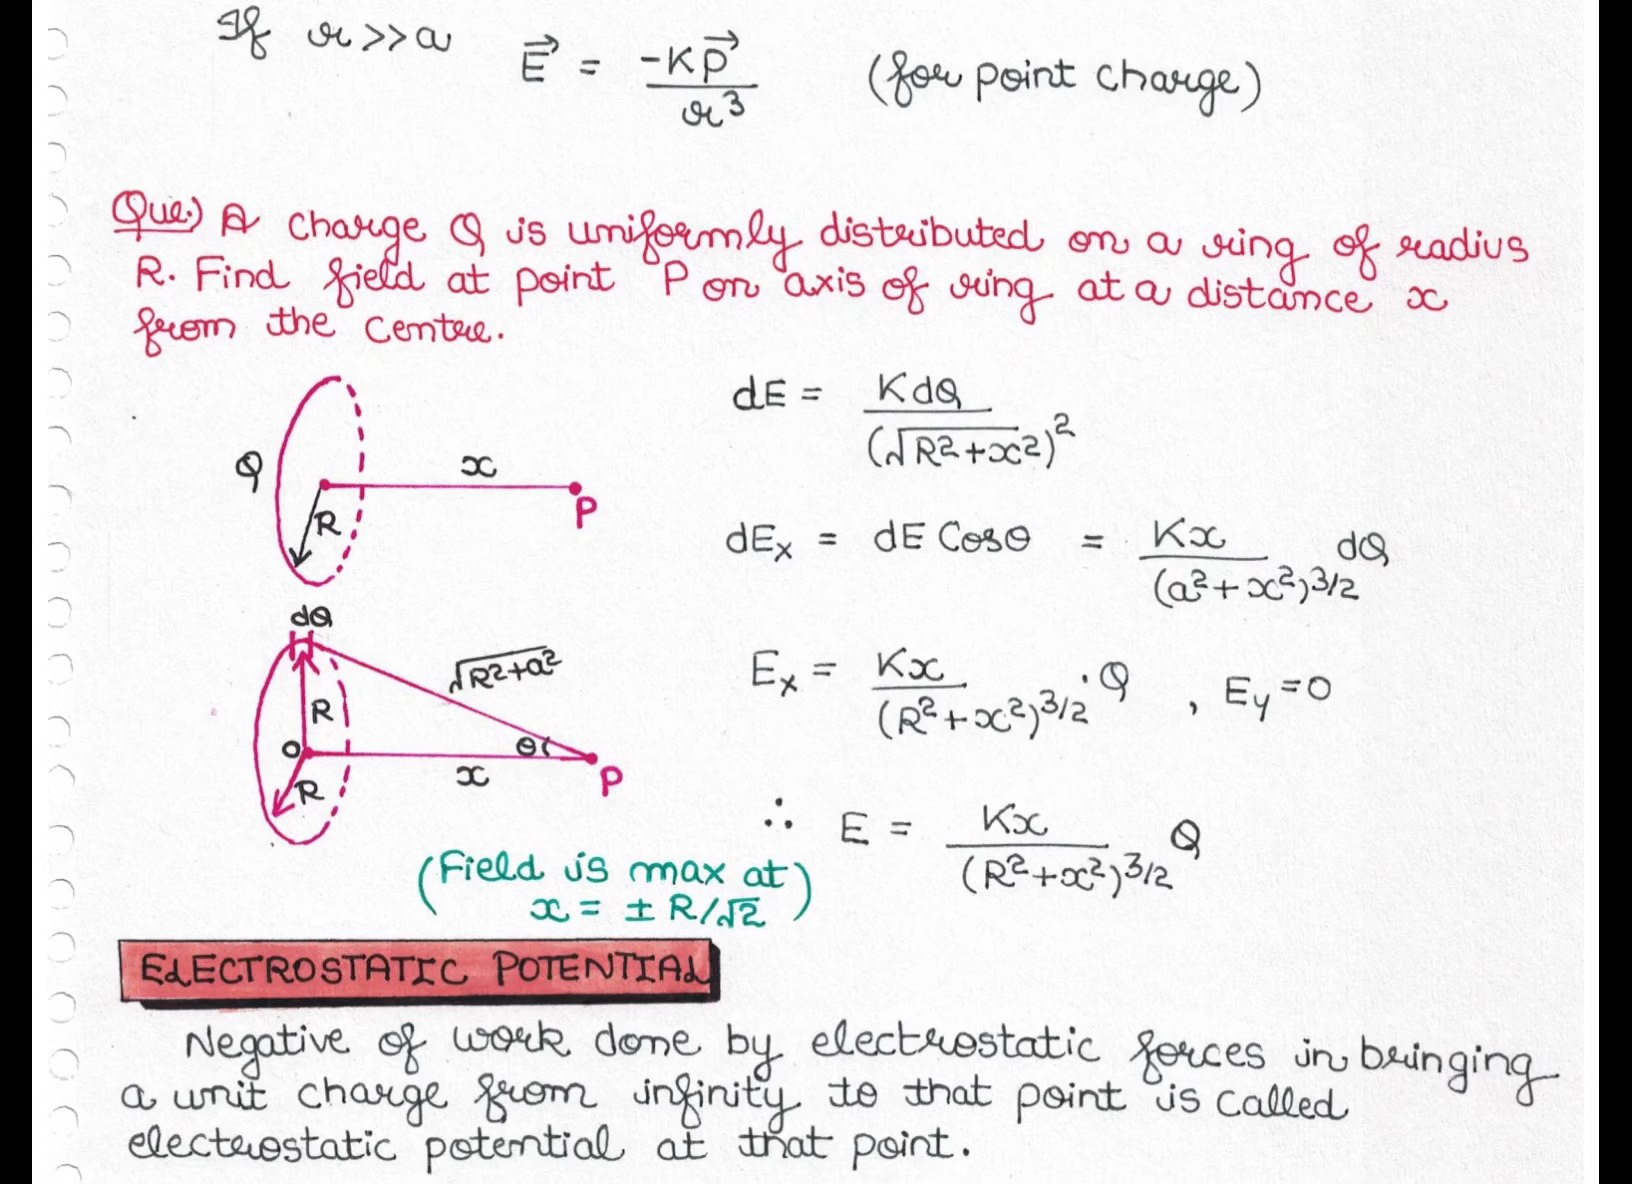 If r>>a E⃗ = -KP⃗/r³ (for point charge)
Que.) A charge Q is uniformly distributed on a ring of radius
R. Find field at point P on axis of ring at a distance x
from the centre.
Q
R
x
P
dE = KdQ/(√R²+x²)²
dEx = dE Cosθ = Kx/(a²+x²)3/2 dQ
dQ
√R²+a²
R
O
R
θ
x
P
Ex = Kx/(R²+x²)3/2 . Q , Ey=0
∴ E = Kx/(R²+x²)3/2 Q
(Field is max at
x = ± R/√2)
ELECTROSTATIC POTENTIAL
Negative of work done by electrostatic forces in bringing
a unit charge from infinity to that point is called
electrostatic potential at that point.